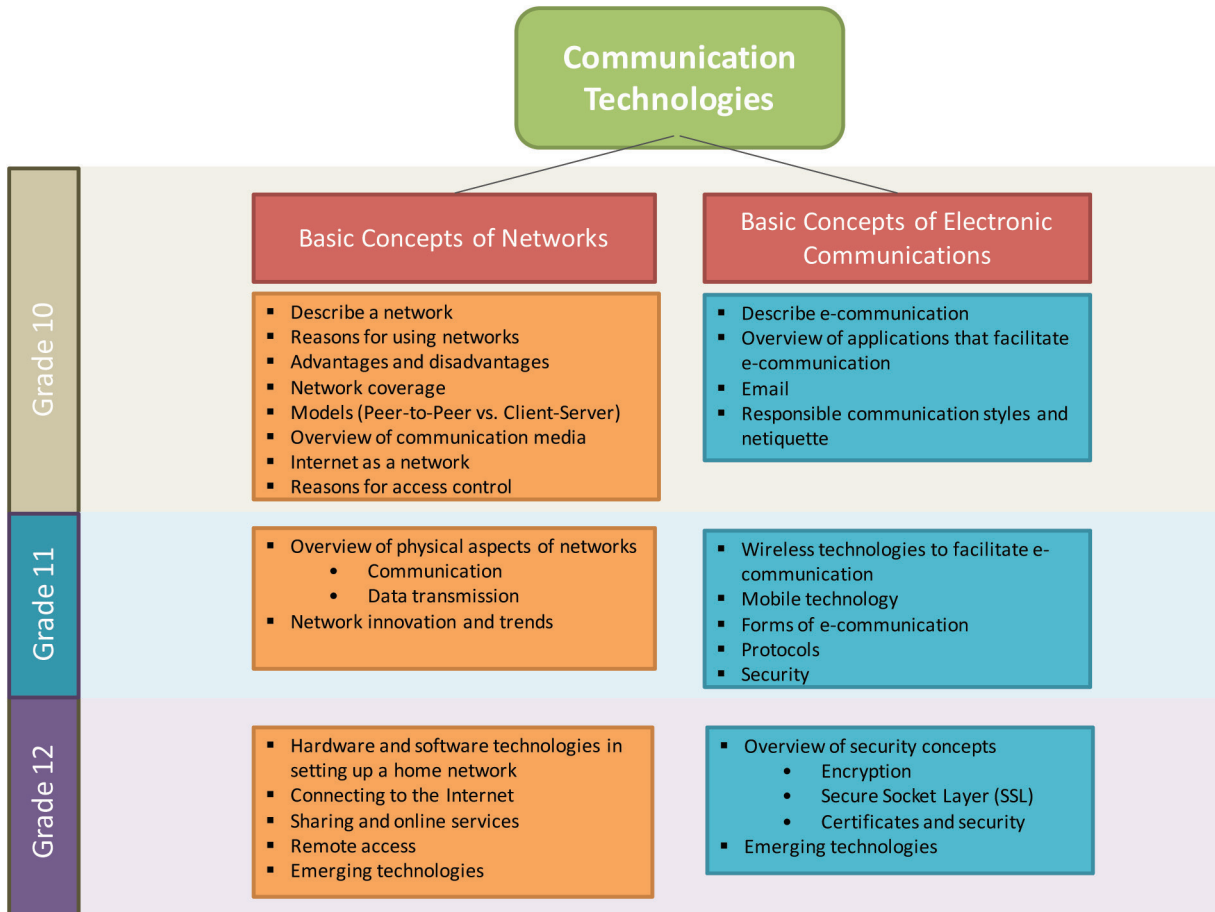 Communication
Technologies
Grade 10
Basic Concepts of Networks
Basic Concepts of Electronic
Communications
▪ Describe a network
▪ Reasons for using networks
▪ Advantages and disadvantages
▪ Network coverage
▪ Models (Peer-to-Peer vs. Client-Server)
▪ Overview of communication media
▪ Internet as a network
▪ Reasons for access control
▪ Describe e-communication
▪ Overview of applications that facilitate
e-communication
▪ Email
▪ Responsible communication styles and
netiquette
Grade 11
▪ Overview of physical aspects of networks
• Communication
• Data transmission
▪ Network innovation and trends
▪ Wireless technologies to facilitate e-
communication
▪ Mobile technology
▪ Forms of e-communication
▪ Protocols
▪ Security
Grade 12
▪ Hardware and software technologies in
setting up a home network
▪ Connecting to the Internet
▪ Sharing and online services
▪ Remote access
▪ Emerging technologies
▪ Overview of security concepts
• Encryption
• Secure Socket Layer (SSL)
• Certificates and security
▪ Emerging technologies